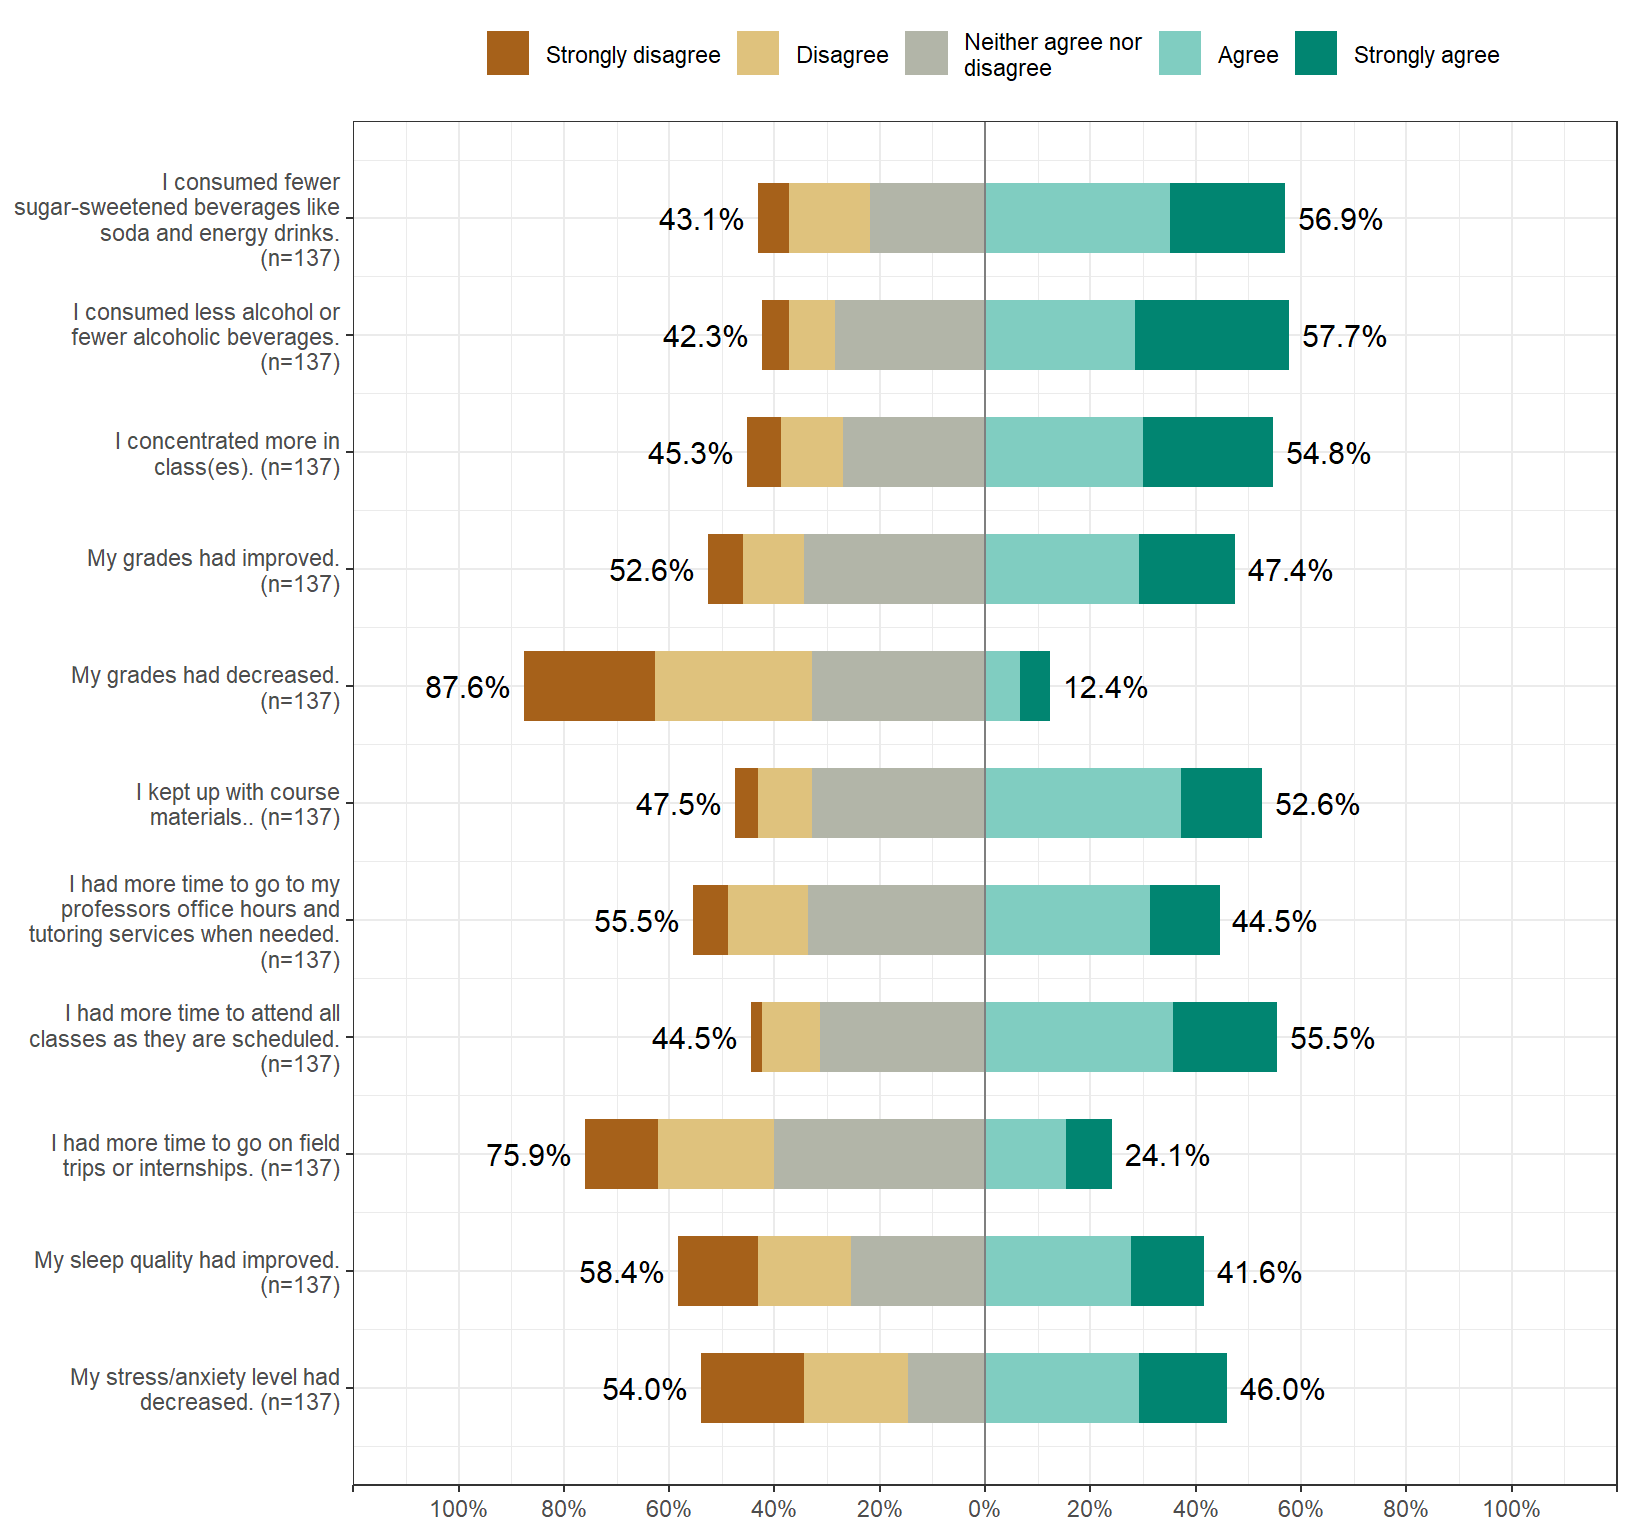 Strongly disagree
Disagree
Neither agree nor
disagree
Agree
Strongly agree
I consumed fewer
sugar-sweetened beverages like
soda and energy drinks.
(n=137)
43.1%
56.9%
I consumed less alcohol or
fewer alcoholic beverages.
(n=137)
42.3%
57.7%
I concentrated more in
class(es). (n=137)
45.3%
54.8%
My grades had improved.
(n=137)
52.6%
47.4%
My grades had decreased.
(n=137)
87.6%
12.4%
I kept up with course
materials.. (n=137)
47.5%
52.6%
I had more time to go to my
professors office hours and
tutoring services when needed.
(n=137)
55.5%
44.5%
I had more time to attend all
classes as they are scheduled.
(n=137)
44.5%
55.5%
I had more time to go on field
trips or internships. (n=137)
75.9%
24.1%
My sleep quality had improved.
(n=137)
58.4%
41.6%
My stress/anxiety level had
decreased. (n=137)
54.0%
46.0%
100% 80% 60% 40% 20% 0% 20% 40% 60% 80% 100%